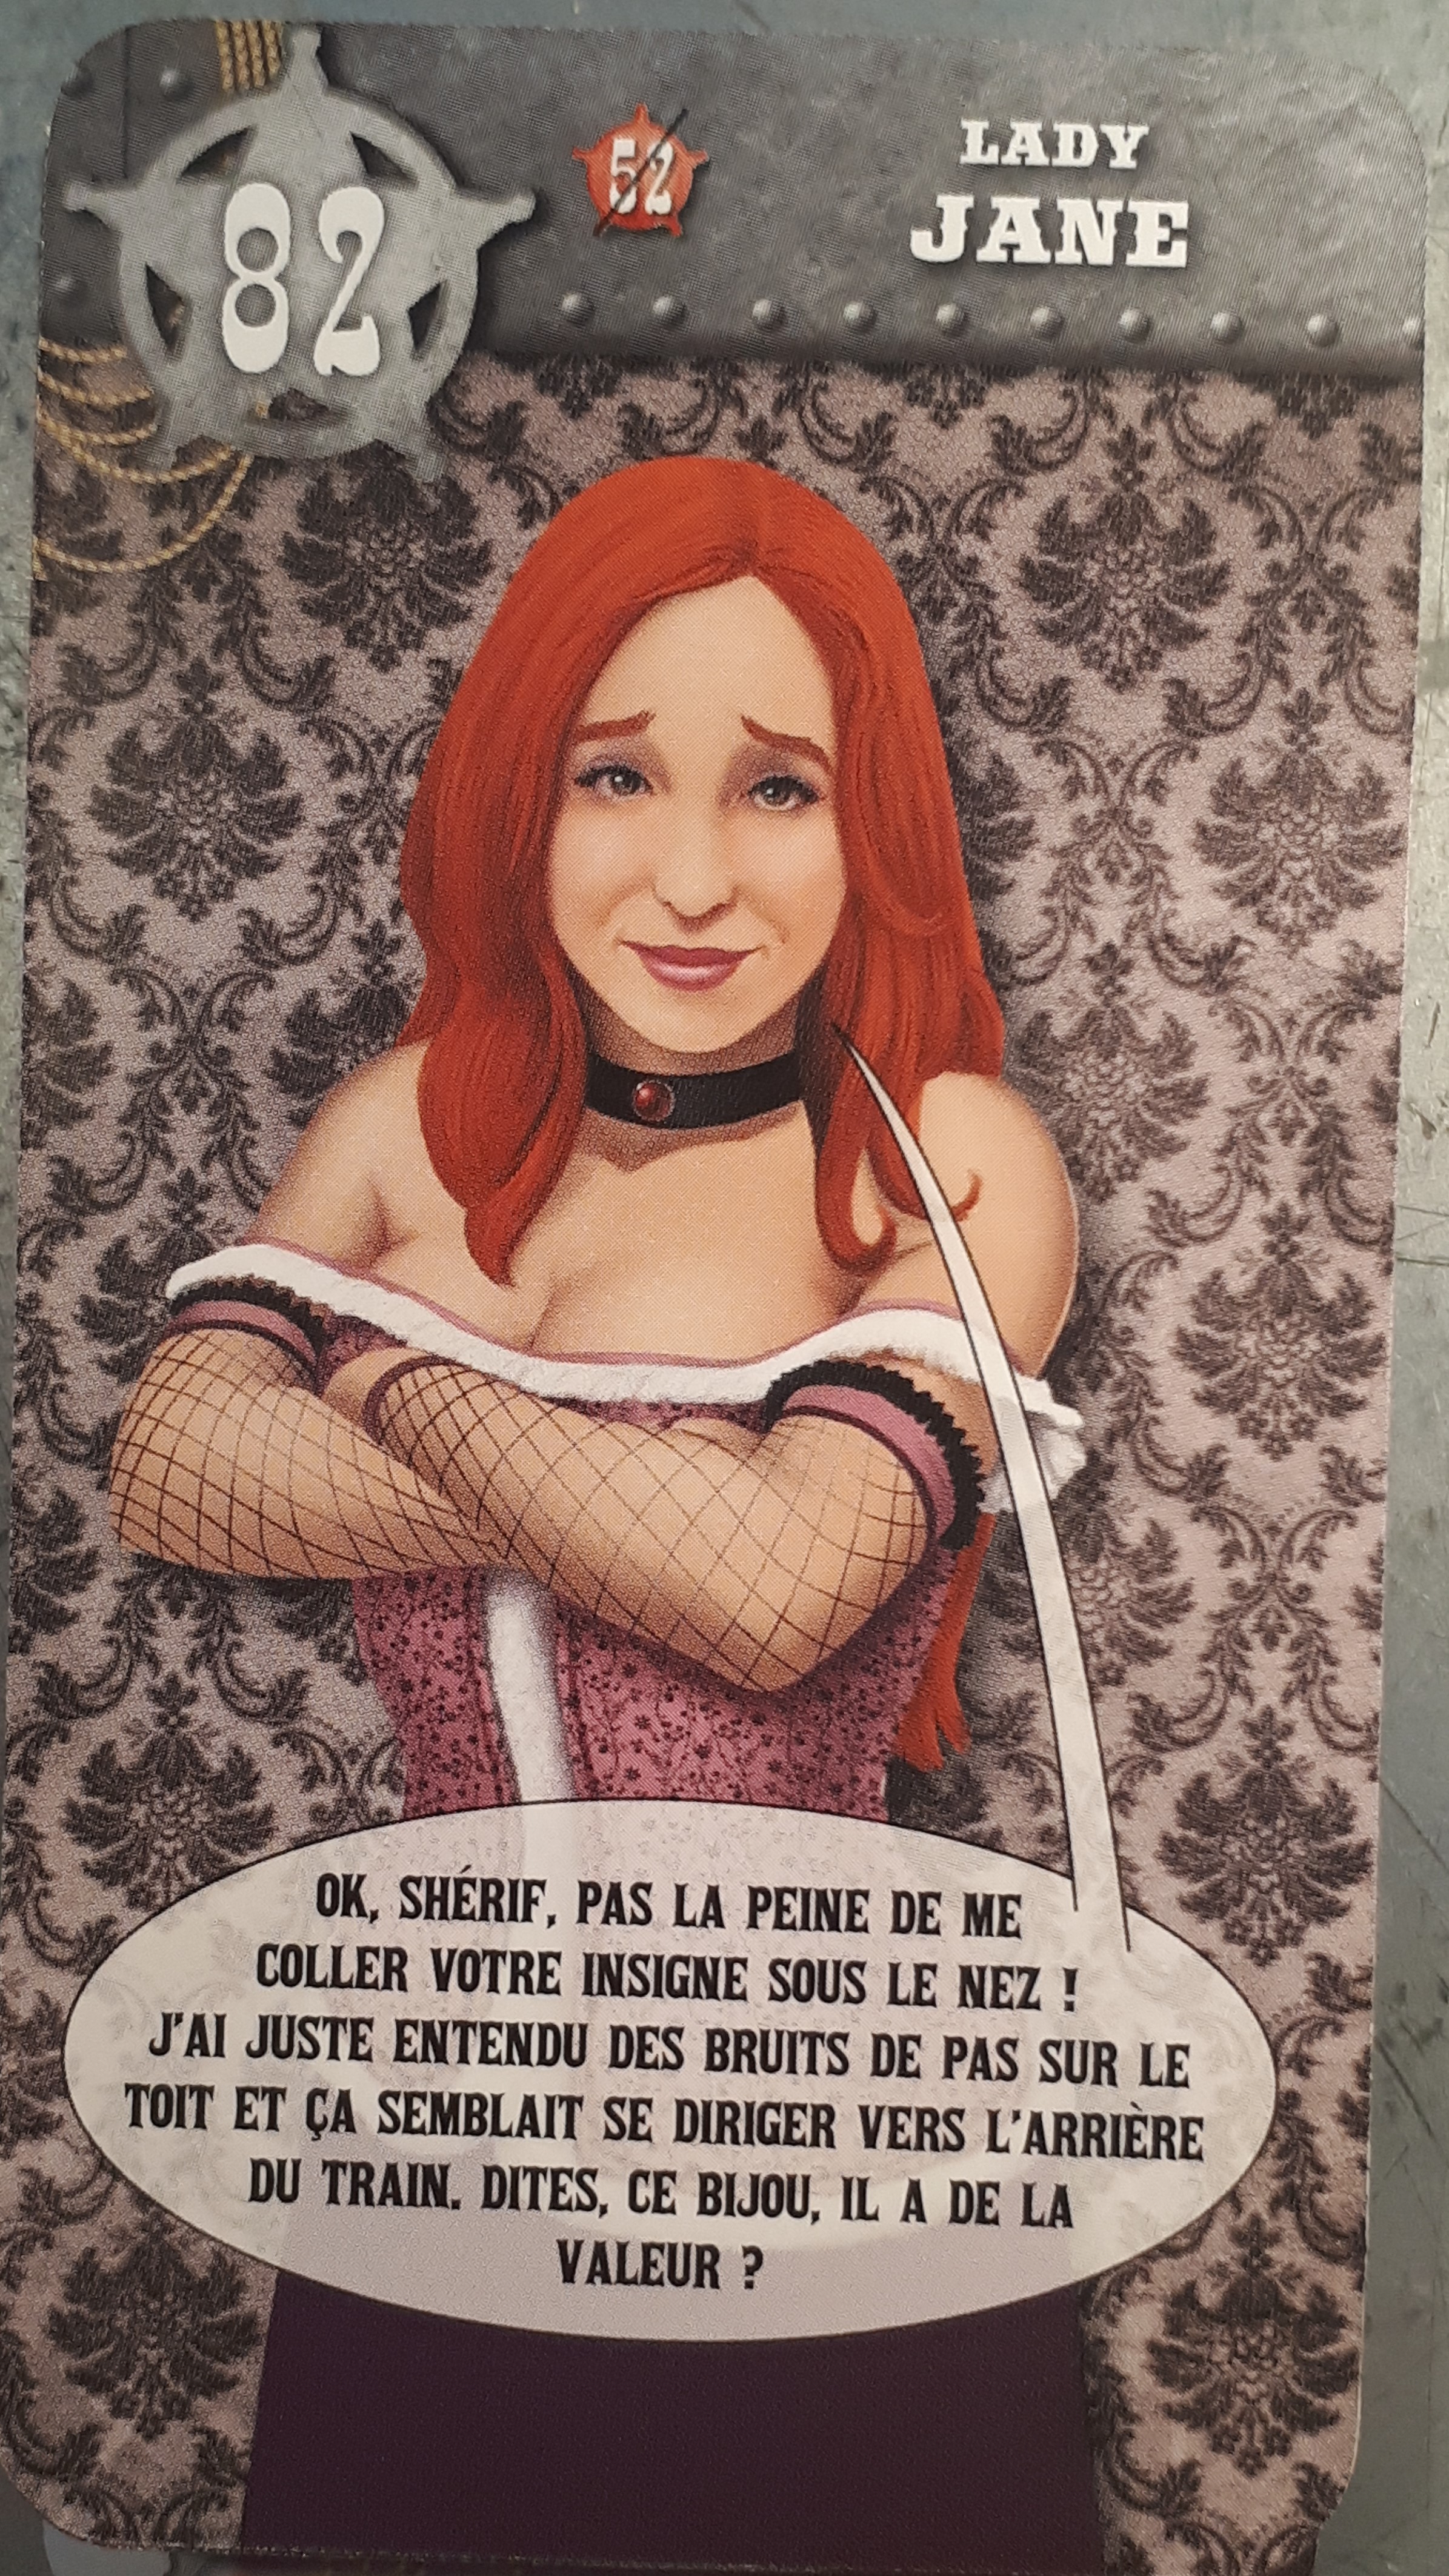 82
52
LADY
JANE
OK, SHÉRIF, PAS LA PEINE DE ME
COLLER VOTRE INSIGNE SOUS LE NEZ !
J'AI JUSTE ENTENDU DES BRUITS DE PAS SUR LE
TOIT ET ÇA SEMBLAIT SE DIRIGER VERS L'ARRIÈRE
DU TRAIN. DITES, CE BIJOU, IL A DE LA
VALEUR ?